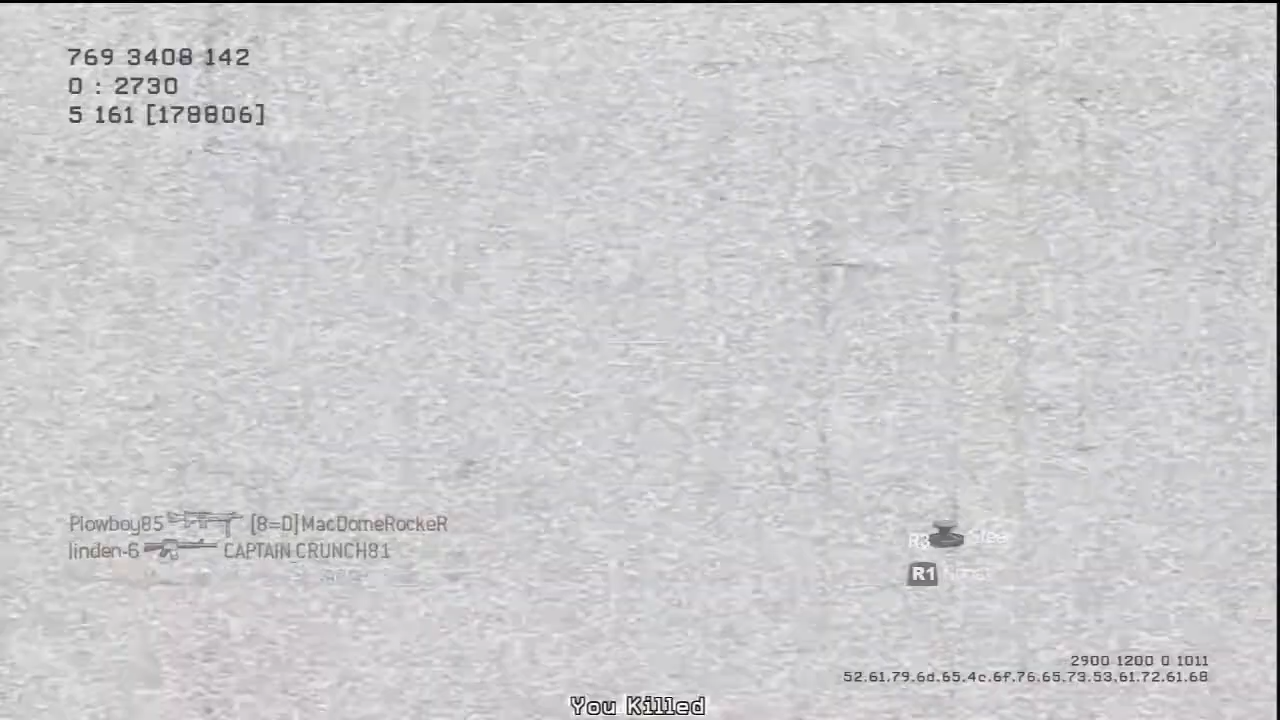 769 3408 142
0 : 2730
5 161 [178806]
Plowboy85 [8=D]MacDomeRockeR
linden-6 CAPTAIN CRUNCH81
R3 Steer
R1
2900 1200 0 1011
52.61.79.6d.65.4c.6f.76.65.73.53.61.72.61.68
You Killed